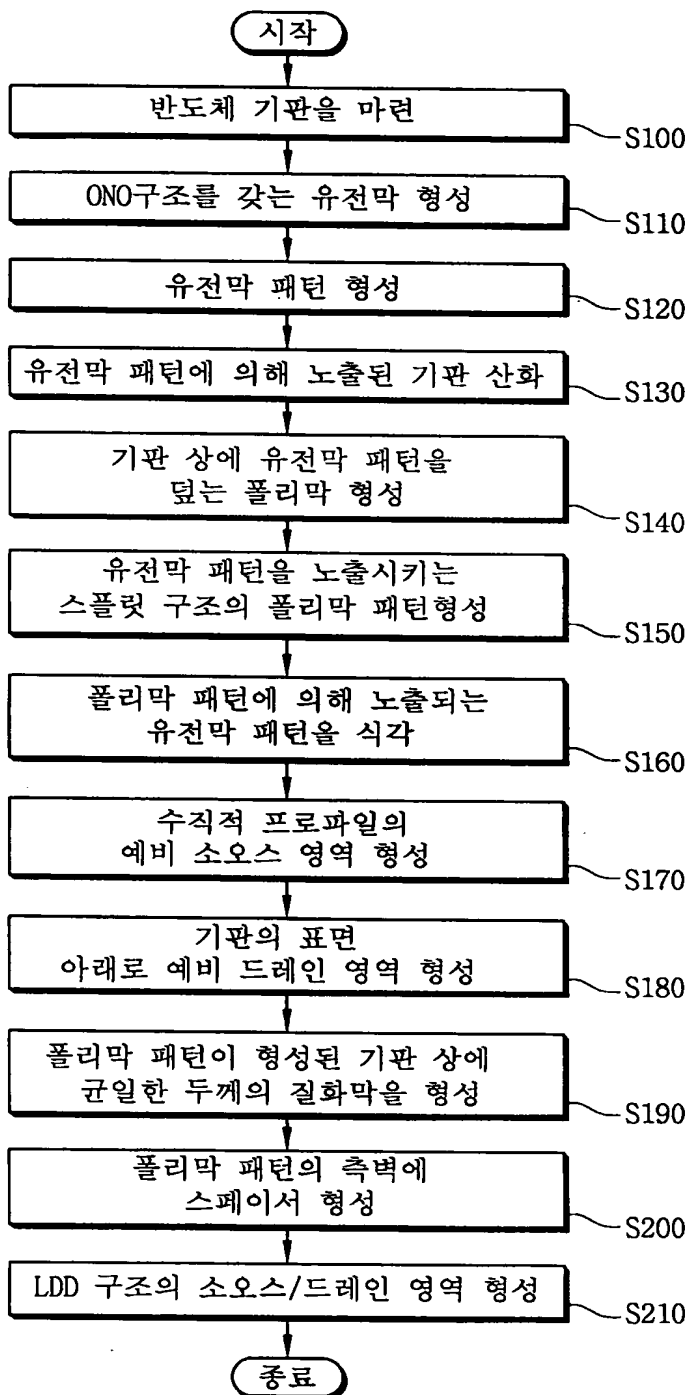 시작
반도체 기판을 마련
S100
ONO구조를 갖는 유전막 형성
S110
유전막 패턴 형성
S120
유전막 패턴에 의해 노출된 기판 산화
S130
기판 상에 유전막 패턴을
덮는 폴리막 형성
S140
유전막 패턴을 노출시키는
스플릿 구조의 폴리막 패턴형성
S150
폴리막 패턴에 의해 노출되는
유전막 패턴을 식각
S160
수직적 프로파일의
예비 소오스 영역 형성
S170
기판의 표면
아래로 예비 드레인 영역 형성
S180
폴리막 패턴이 형성된 기판 상에
균일한 두께의 질화막을 형성
S190
폴리막 패턴의 측벽에
스페이서 형성
S200
LDD 구조의 소오스/드레인 영역 형성
S210
종료